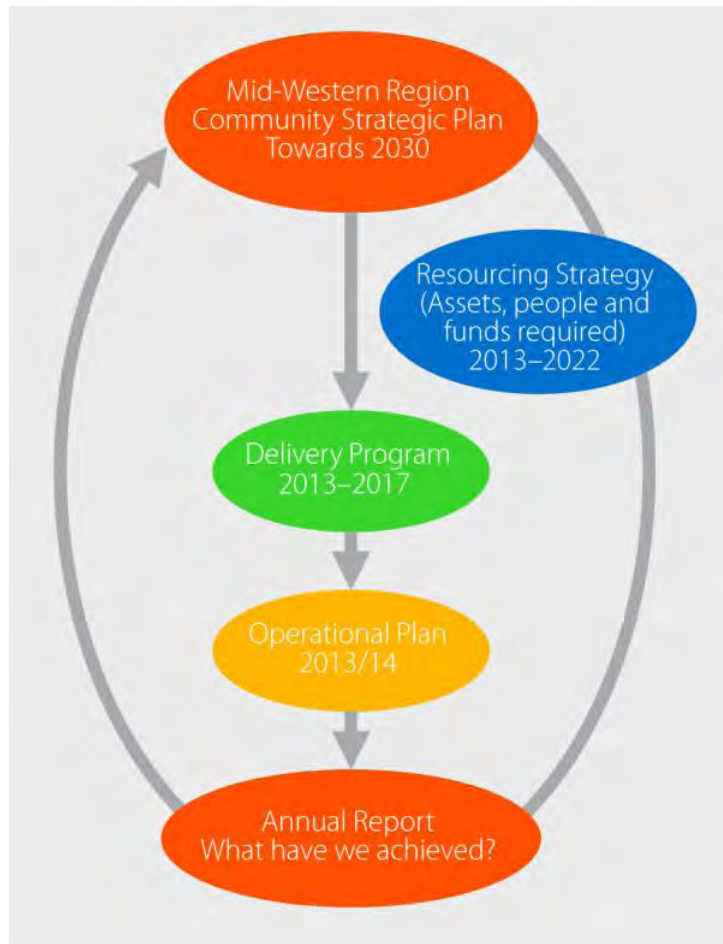 Mid-Western Region
Community Strategic Plan
Towards 2030
Resourcing Strategy
(Assets, people and
funds required)
2013–2022
Delivery Program
2013–2017
Operational Plan
2013/14
Annual Report
What have we achieved?